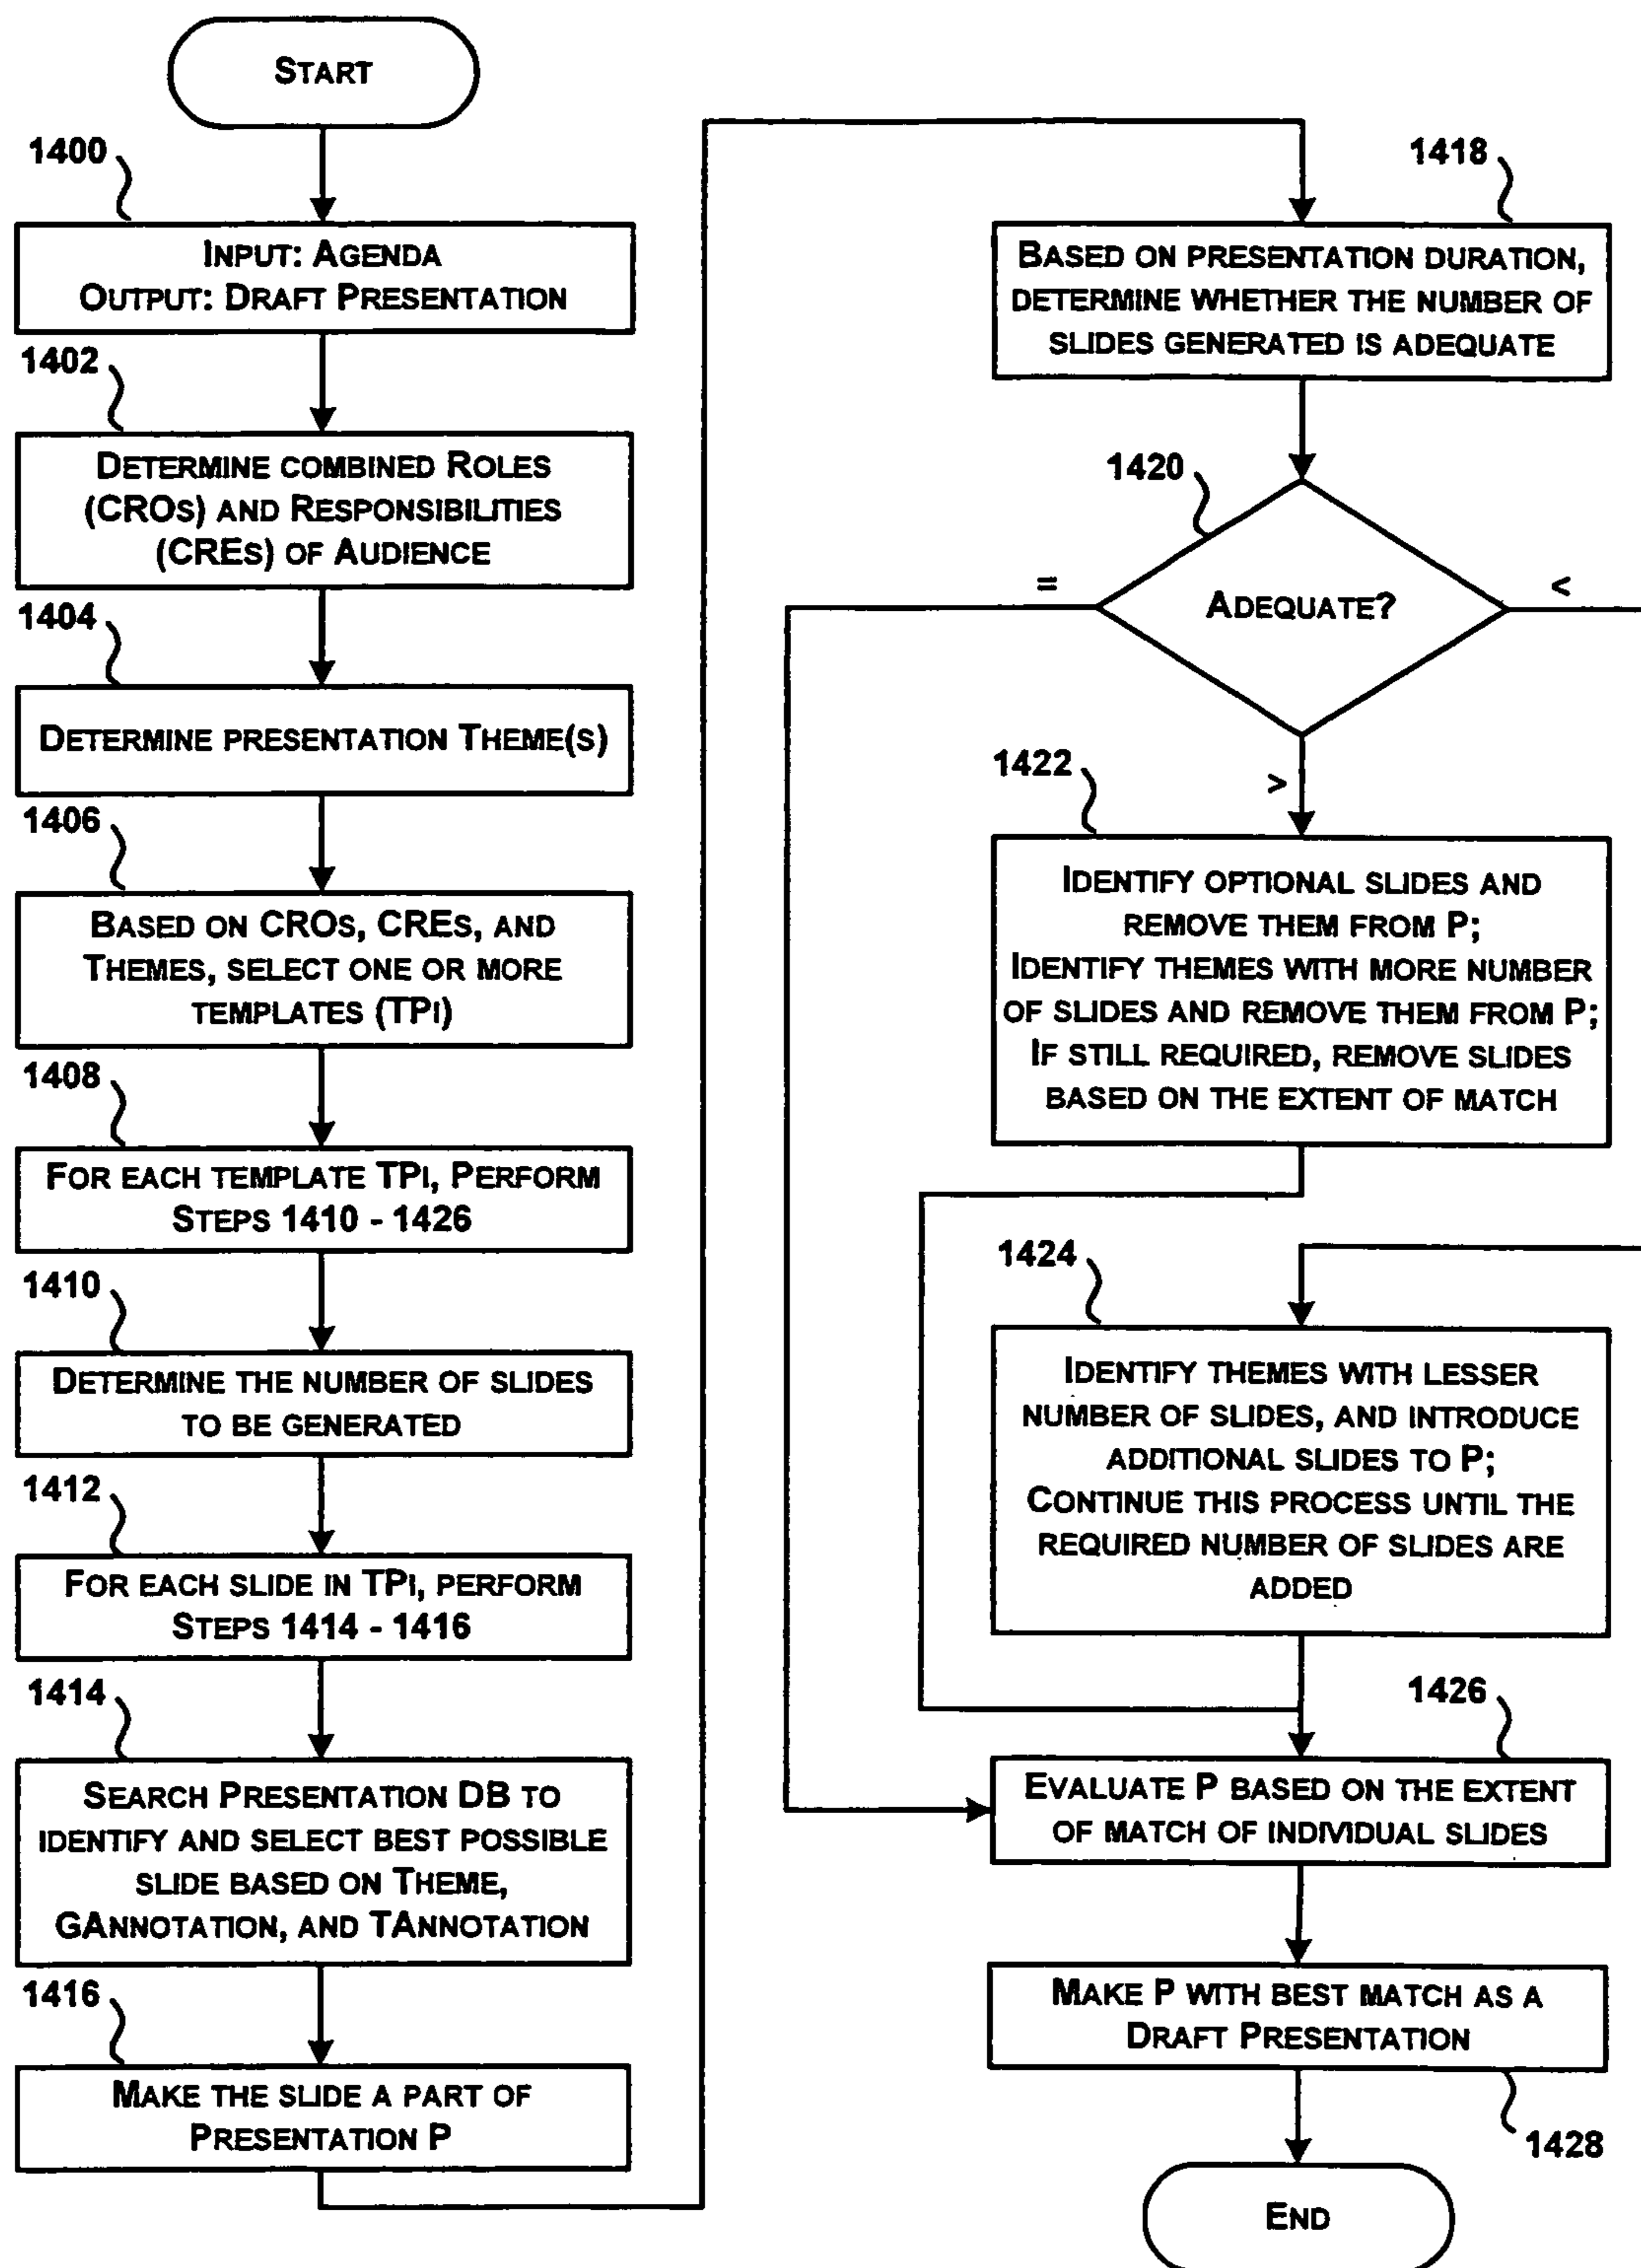 START
1400
INPUT: AGENDA
OUTPUT: DRAFT PRESENTATION
1402
DETERMINE COMBINED ROLES
(CROS) AND RESPONSIBILITIES
(CRES) OF AUDIENCE
1404
DETERMINE PRESENTATION THEME(S)
1406
BASED ON CROS, CRES, AND
THEMES, SELECT ONE OR MORE
TEMPLATES (TPI)
1408
FOR EACH TEMPLATE TPI, PERFORM
STEPS 1410 - 1426
1410
DETERMINE THE NUMBER OF SLIDES
TO BE GENERATED
1412
FOR EACH SLIDE IN TPI, PERFORM
STEPS 1414 - 1416
1414
SEARCH PRESENTATION DB TO
IDENTIFY AND SELECT BEST POSSIBLE
SLIDE BASED ON THEME,
GANNOTATION, AND TANNOTATION
1416
MAKE THE SLIDE A PART OF
PRESENTATION P
1418
BASED ON PRESENTATION DURATION,
DETERMINE WHETHER THE NUMBER OF
SLIDES GENERATED IS ADEQUATE
1420
=
ADEQUATE?
<
>
1422
IDENTIFY OPTIONAL SLIDES AND
REMOVE THEM FROM P;
IDENTIFY THEMES WITH MORE NUMBER
OF SLIDES AND REMOVE THEM FROM P;
IF STILL REQUIRED, REMOVE SLIDES
BASED ON THE EXTENT OF MATCH
1424
IDENTIFY THEMES WITH LESSER
NUMBER OF SLIDES, AND INTRODUCE
ADDITIONAL SLIDES TO P;
CONTINUE THIS PROCESS UNTIL THE
REQUIRED NUMBER OF SLIDES ARE
ADDED
1426
EVALUATE P BASED ON THE EXTENT
OF MATCH OF INDIVIDUAL SLIDES
MAKE P WITH BEST MATCH AS A
DRAFT PRESENTATION
1428
END